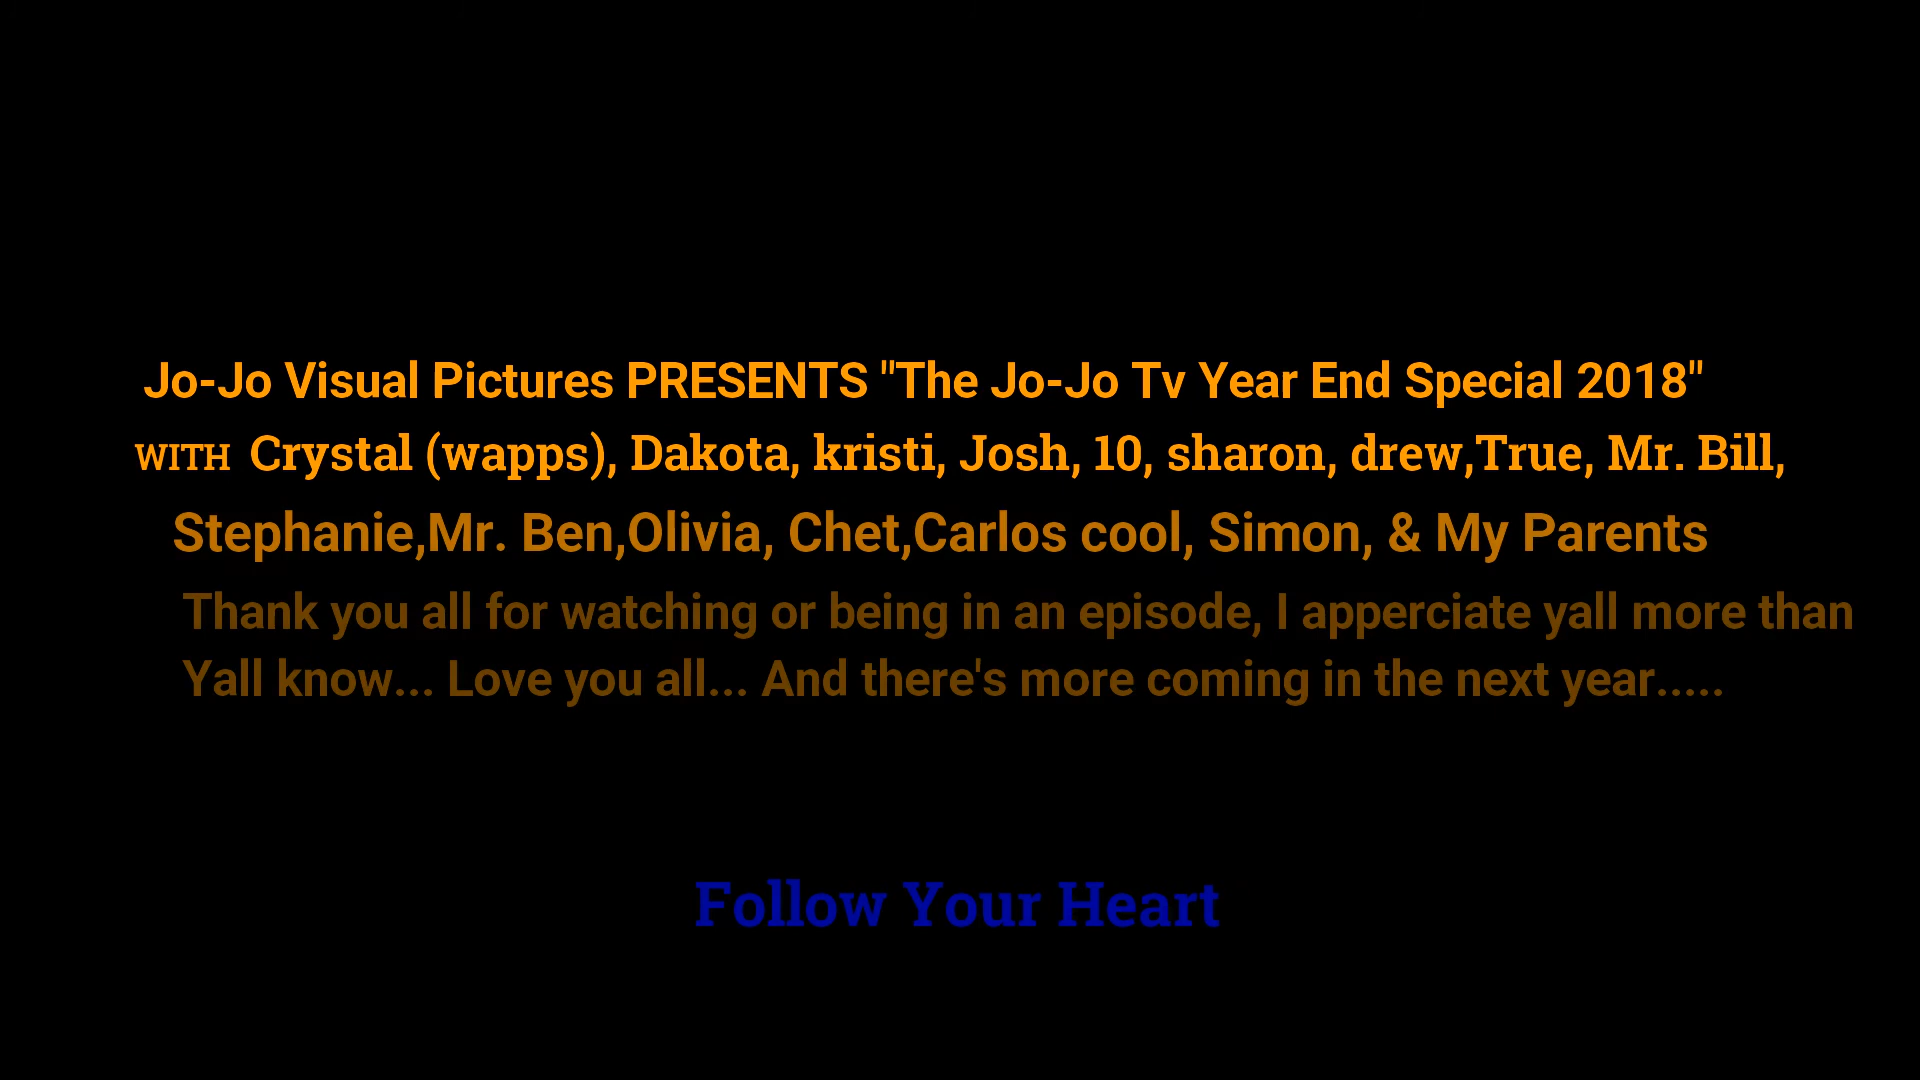 Jo-Jo Visual Pictures PRESENTS "The Jo-Jo Tv Year End Special 2018"
WITH Crystal (wapps), Dakota, kristi, Josh, 10, sharon, drew,True, Mr. Bill,
Stephanie,Mr. Ben,Olivia, Chet,Carlos cool, Simon, & My Parents
Thank you all for watching or being in an episode, I apperciate yall more than
Yall know... Love you all... And there's more coming in the next year.....
Follow Your Heart